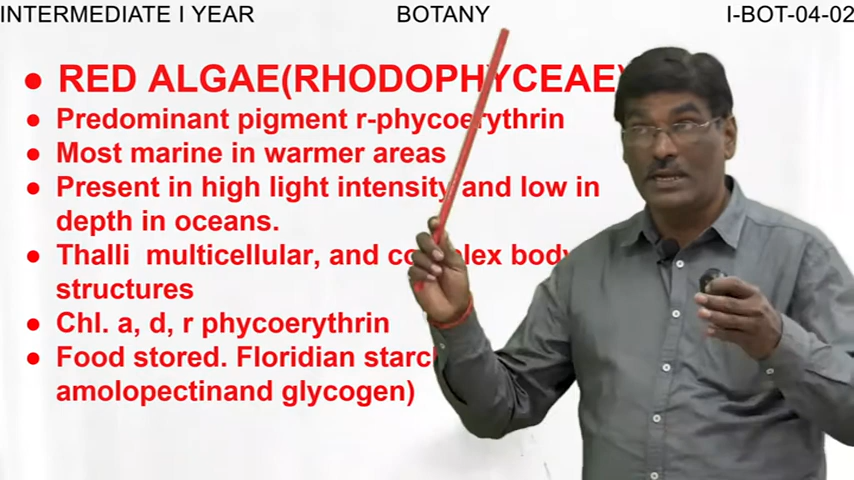 INTERMEDIATE I YEAR BOTANY I-BOT-04-02
● RED ALGAE(RHODOPHYCEAE)
● Predominant pigment r-phycoerythrin
● Most marine in warmer areas
● Present in high light intensity and low in
depth in oceans.
● Thalli multicellular, and complex body
structures
● Chl. a, d, r phycoerythrin
● Food stored. Floridian starch
amolopectinand glycogen)